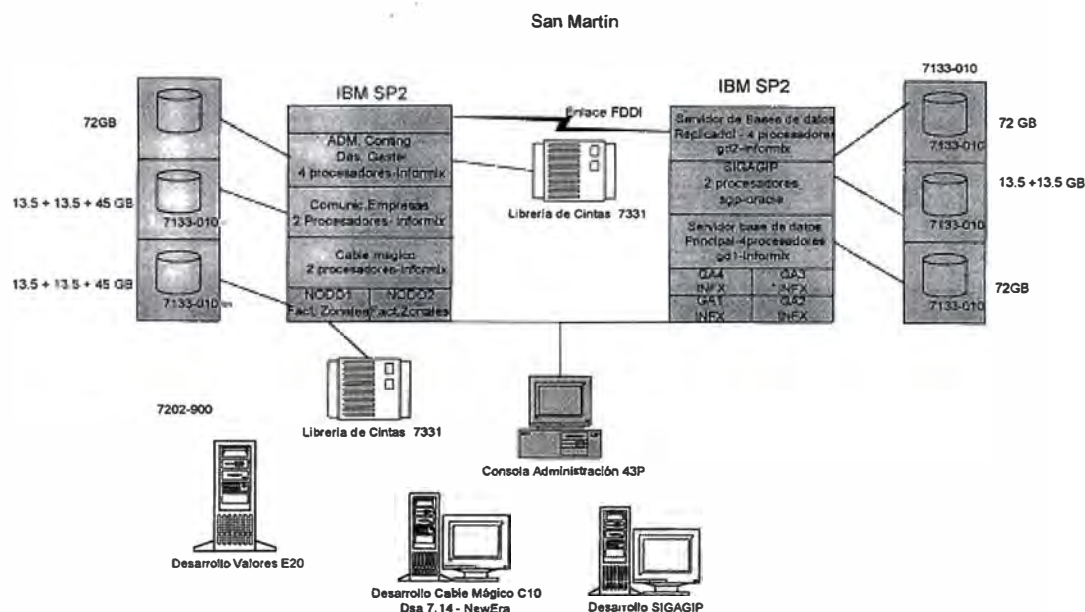 San Martin
7133-010
IBM SP2
IBM SP2
Enlace FDDI
72GB
ADM. Conting
Des. Gestel
4 procesadores-Informix
Servidor de Bases de datos
Replicado - 4 procesadores
gd2-Informix
72 GB
7133-010
SIGAGIP
2 procesadores
sgp-oracle
13.5 +13.5 GB
7133-010
Libreria de Cintas 7331
13.5 + 13.5 + 45 GB
7133-010
Comunic.Empresas
2 Procesadores- Informix
Servidor base de datos
Principal-4procesadores
gd1-Informix
Cable magico
2 procesadores-Informix
13.5 + 13.5 + 45 GB
7133-010
72GB
7133-010
GA4
INFX
GA3
INFX
GA1
INFX
GA2
INFX
NODO1
Fact. Zonales
NODO2
Fact.Zonales
7202-900
Libreria de Cintas 7331
Consola Administración 43P
Desarrollo Valores E20
Desarrollo Cable Mágico C10
Dsa 7.14 - NewEra
Desarrollo SIGAGIP